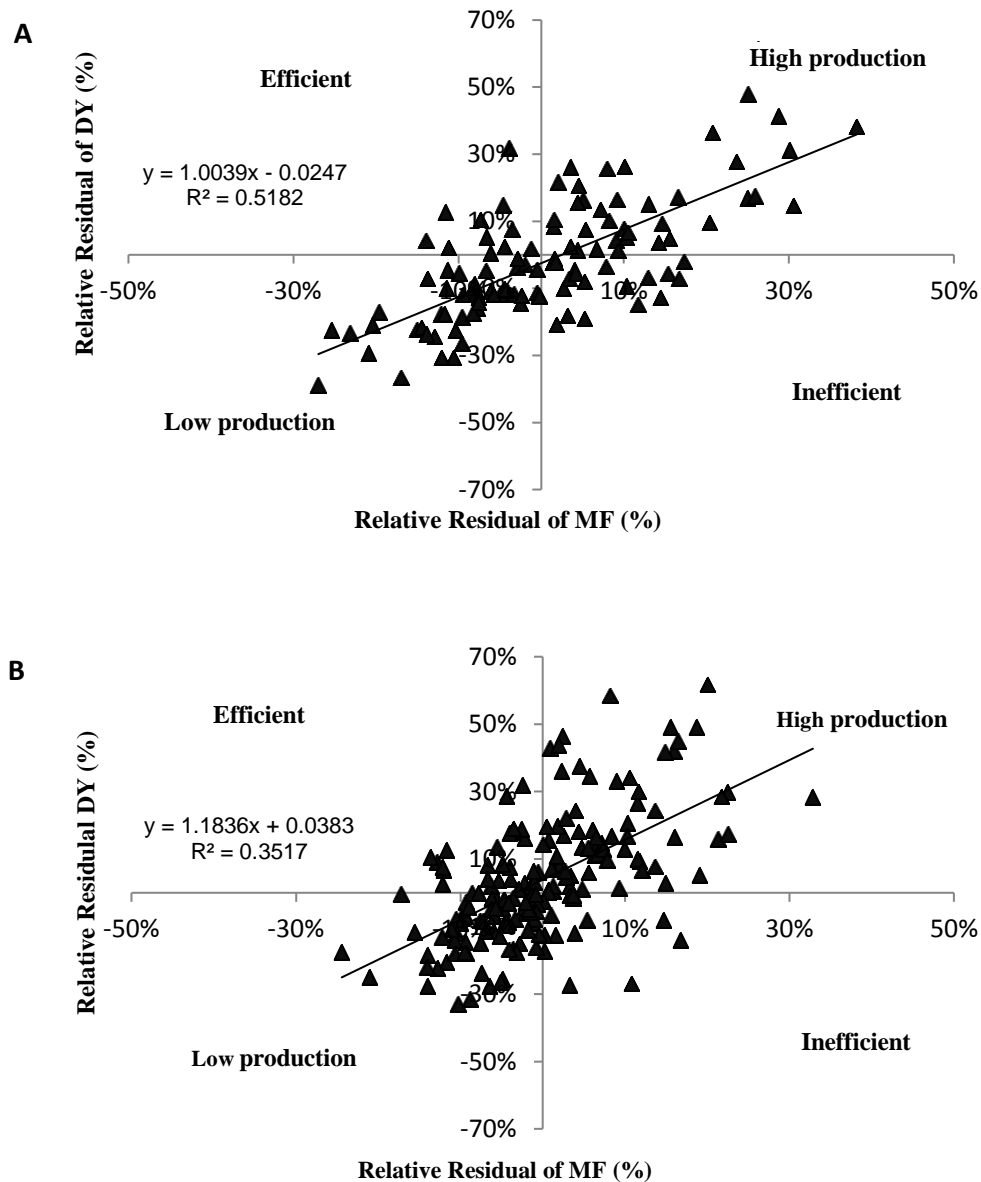 A
70%
High production
Efficient
50%
Relative Residual of DY (%)
30%
y = 1.0039x - 0.0247
R² = 0.5182
10%
-50%
-30%
10%
30%
50%
-30%
Inefficient
Low production
-50%
-70%
Relative Residual of MF (%)
B
70%
Efficient
High production
50%
Relative Residulal DY (%)
30%
y = 1.1836x + 0.0383
R² = 0.3517
10%
-50%
-30%
10%
30%
50%
-30%
Inefficient
Low production
-50%
-70%
Relative Residual of MF (%)